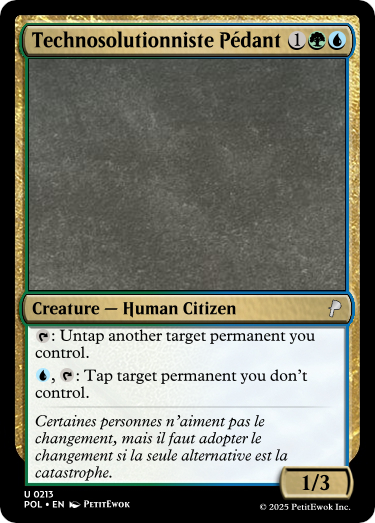 Technosolutionniste Pédant 1
Creature — Human Citizen
: Untap another target permanent you
control.
, : Tap target permanent you don't
control.
Certaines personnes n'aiment pas le
changement, mais il faut adopter le
changement si la seule alternative est la
catastrophe.
1/3
U 0213
POL • EN PetitEwok
© 2025 PetitEwok Inc.